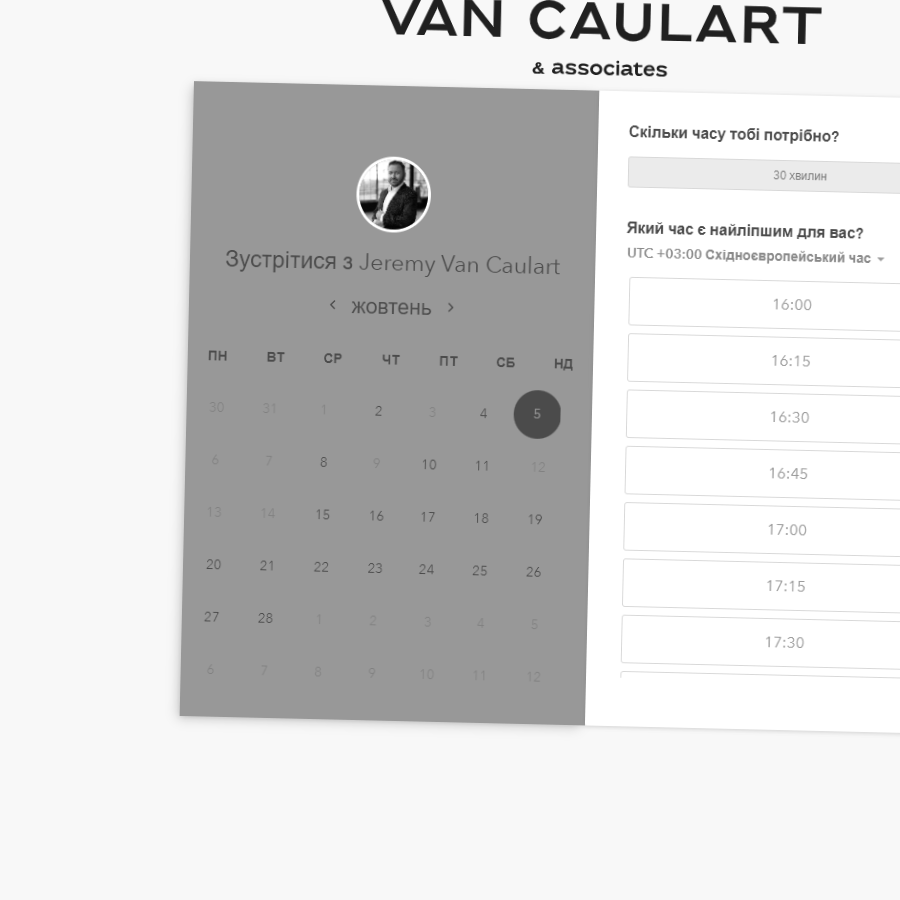 VAN CAULART
& associates
Зустрітися з Jeremy Van Caulart
жовтень
ПН ВТ СР ЧТ ПТ СБ НД
30 31 1 2 3 4 5
6 7 8 9 10 11 12
13 14 15 16 17 18 19
20 21 22 23 24 25 26
27 28 1 2 3 4 5
6 7 8 9 10 11 12
Скільки часу тобі потрібно?
30 хвилин
Який час є найліпшим для вас?
UTC +03:00 Східноєвропейський час
16:00
16:15
16:30
16:45
17:00
17:15
17:30